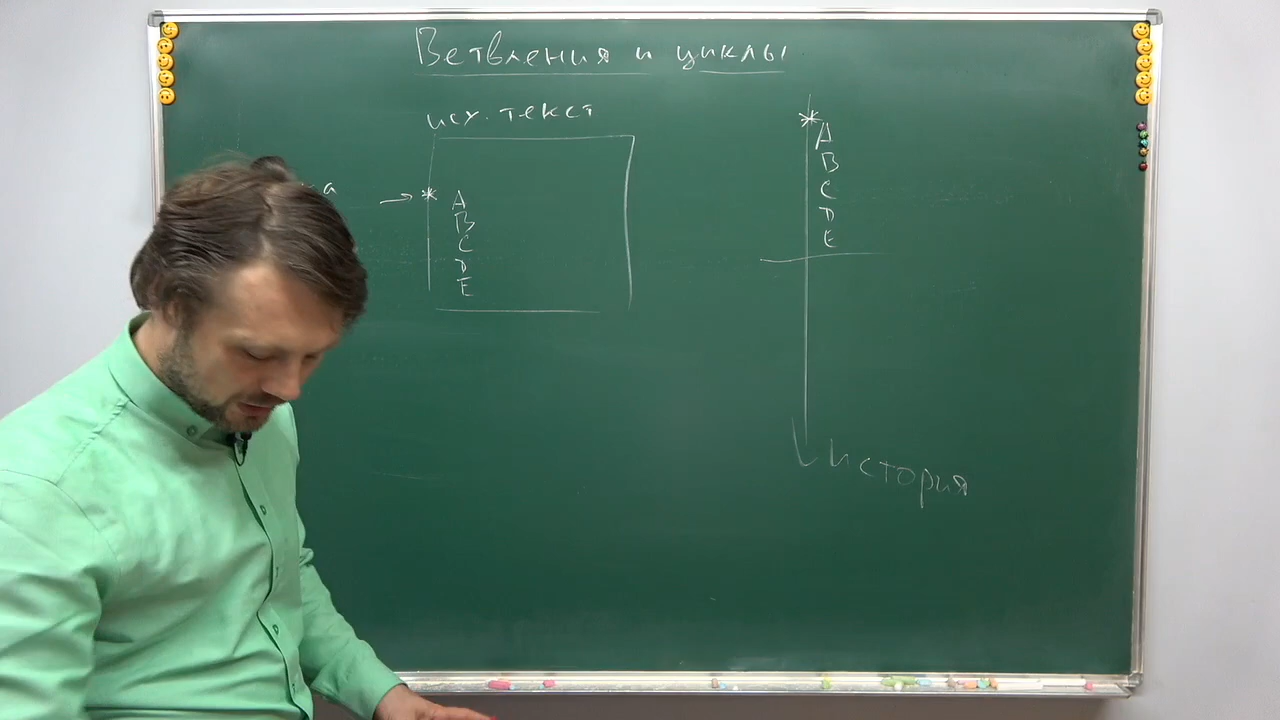 Ветвления и циклы
исх. текст
а
→ *
A
B
C
D
E
*
A
B
C
D
E
история